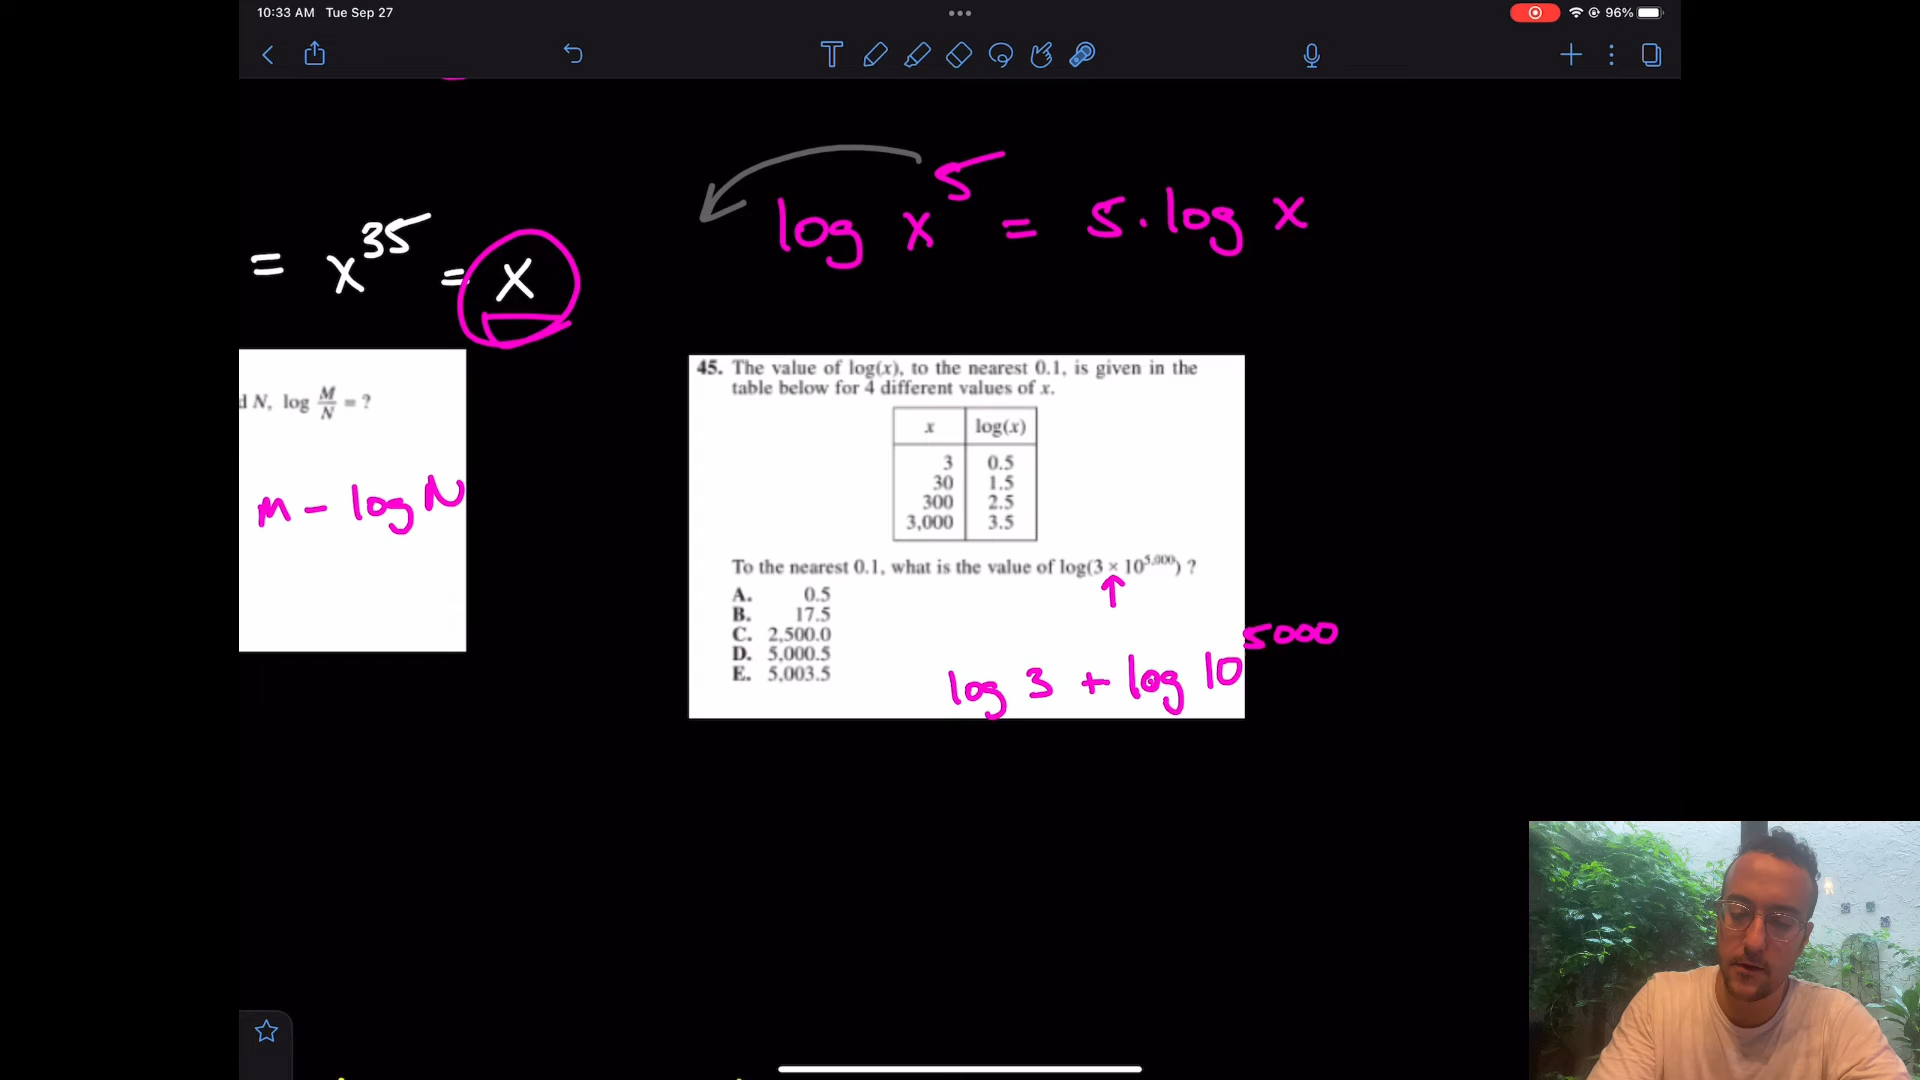 10:33 AM Tue Sep 27
96%
log x^5 = 5·log x
= x^35 = x
d N, log M/N = ?
M - log N
45. The value of log(x), to the nearest 0.1, is given in the
table below for 4 different values of x.
x log(x)
3 0.5
30 1.5
300 2.5
3,000 3.5
To the nearest 0.1, what is the value of log(3 × 10^5,000) ?
A. 0.5
B. 17.5
C. 2,500.0
D. 5,000.5
E. 5,003.5
log 3 + log 10^5000